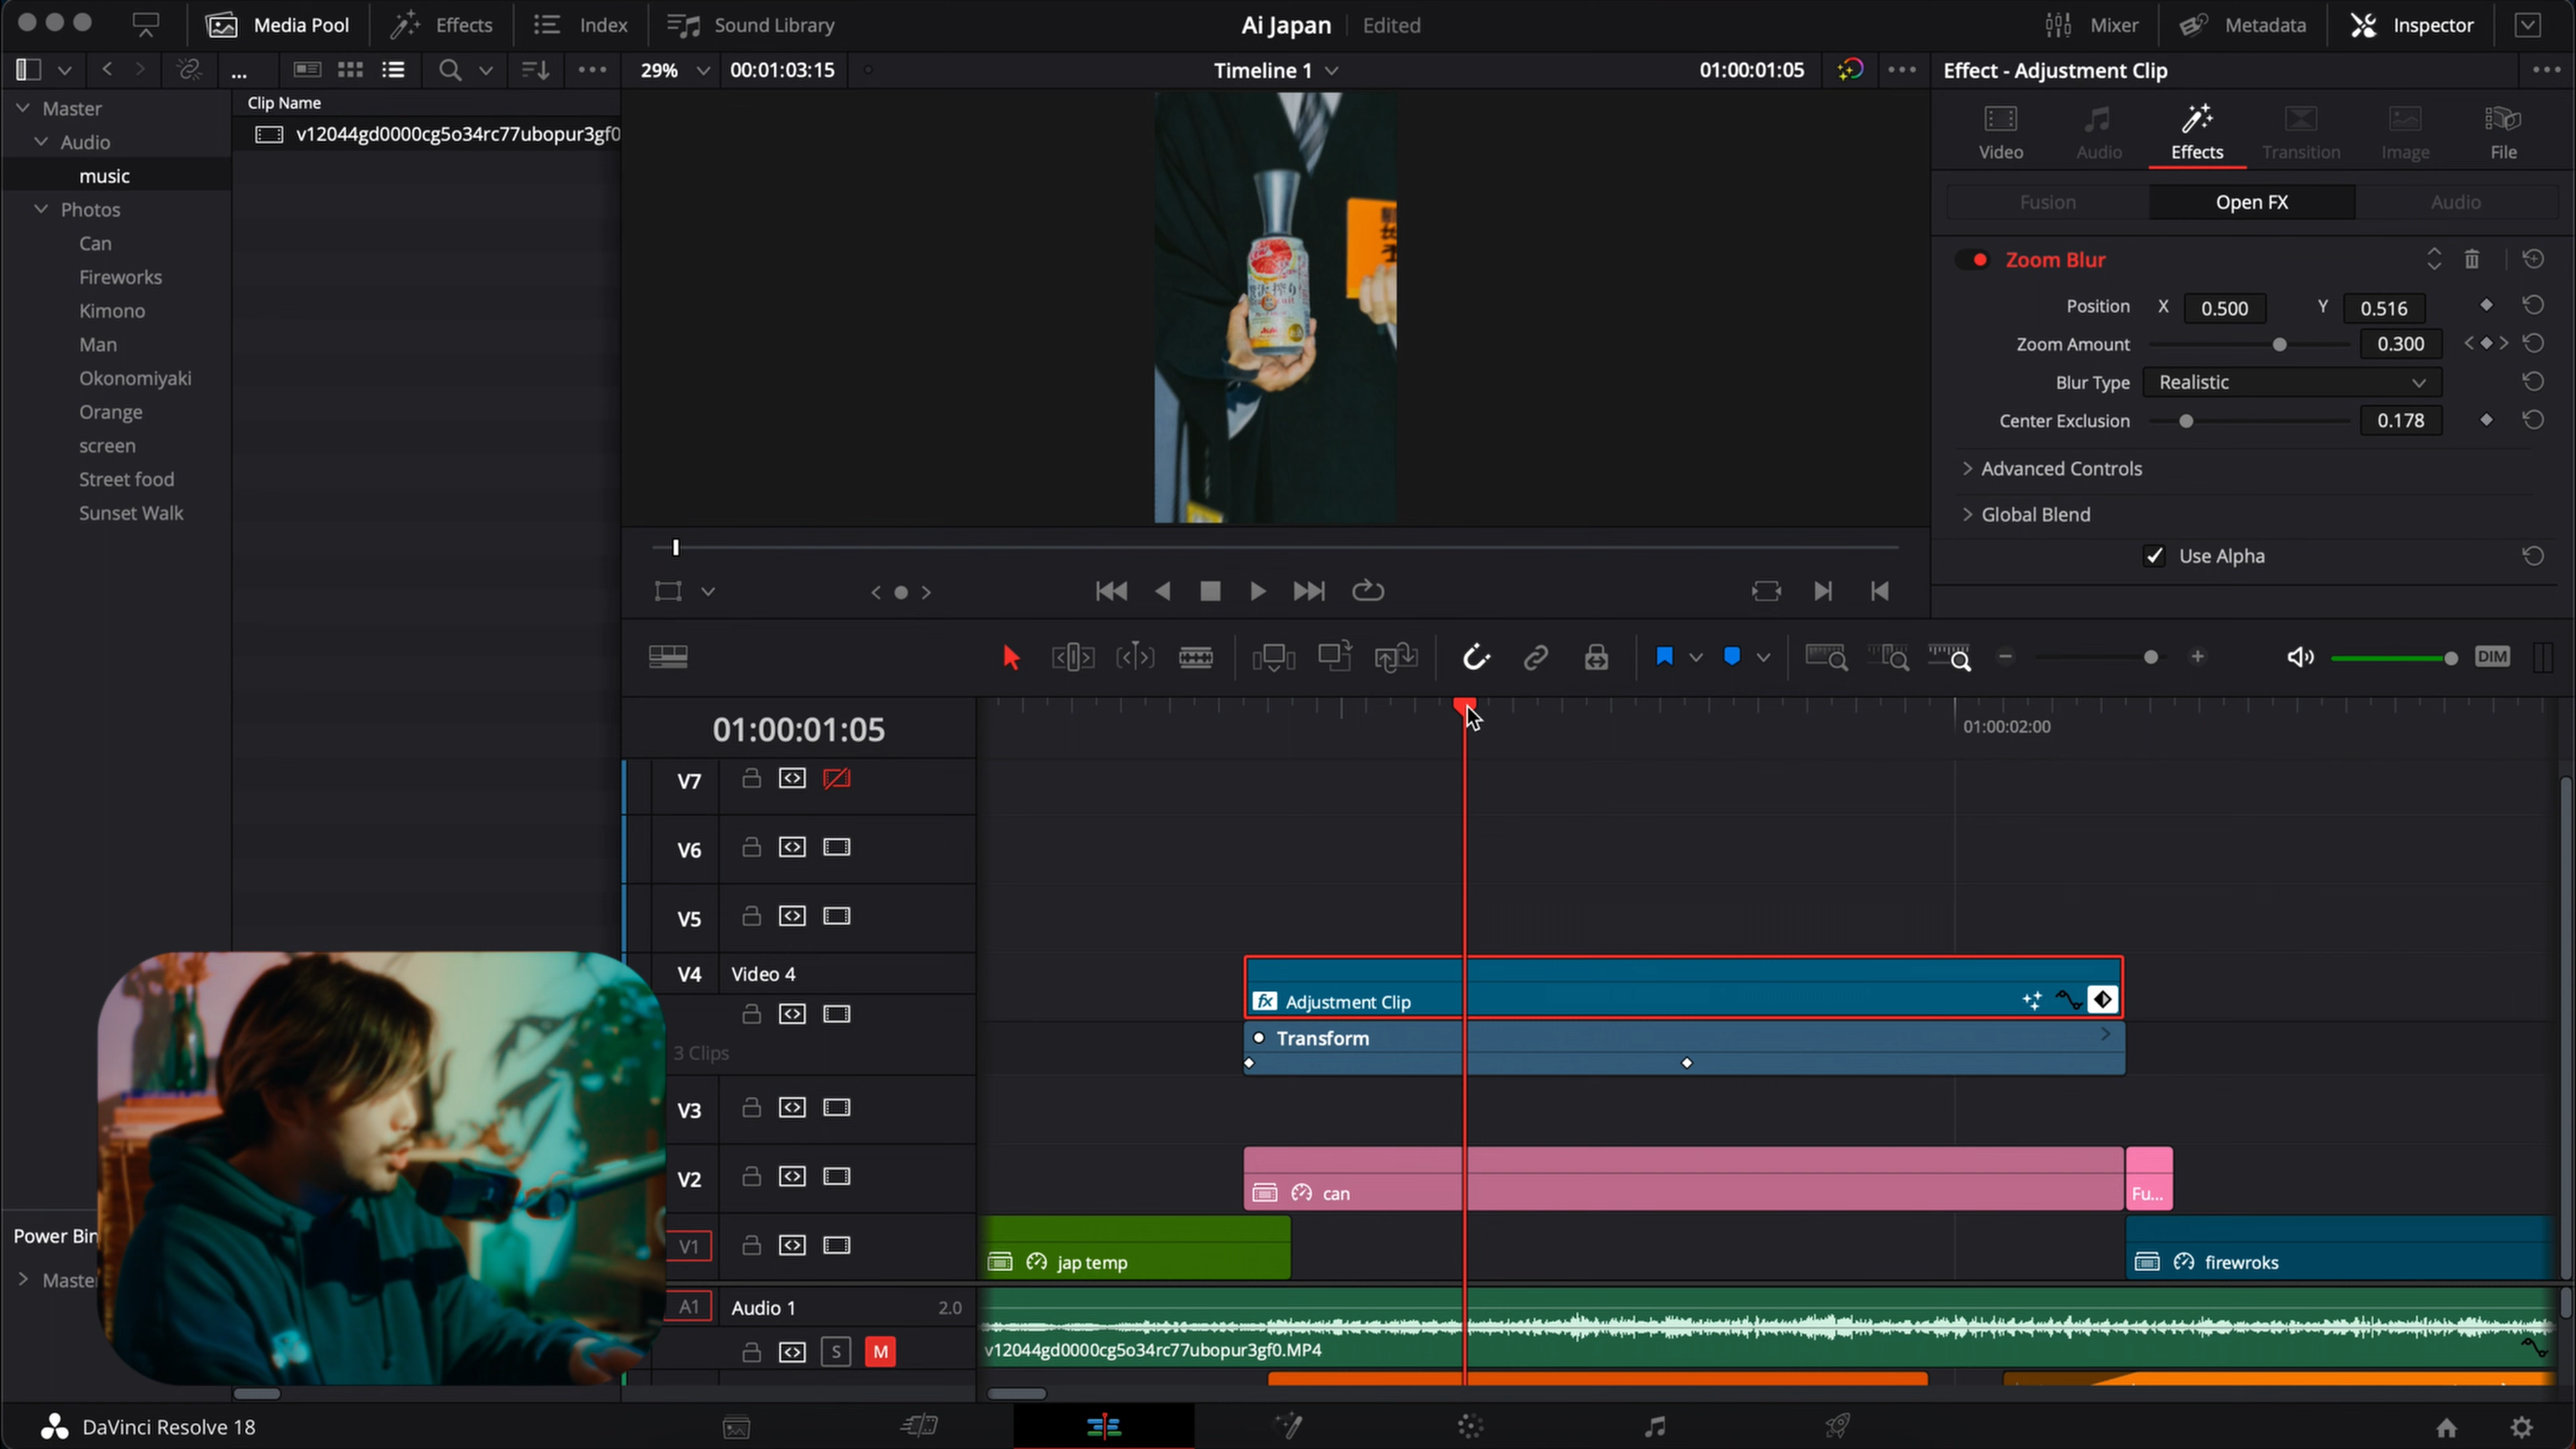 Media Pool
Effects
Index
Sound Library
Ai Japan
Edited
Mixer
Metadata
Inspector
29%
00:01:03:15
Timeline 1
01:00:01:05
Effect - Adjustment Clip
Master
Audio
music
Photos
Can
Fireworks
Kimono
Man
Okonomiyaki
Orange
screen
Street food
Sunset Walk
Clip Name
v12044gd0000cg5o34rc77ubopur3gf0
Video
Audio
Effects
Transition
Image
File
Fusion
Open FX
Audio
Zoom Blur
Position X 0.500 Y 0.516
Zoom Amount 0.300
Blur Type Realistic
Center Exclusion 0.178
Advanced Controls
Global Blend
Use Alpha
DIM
01:00:01:05
01:00:02:00
V7
V6
V5
V4 Video 4
3 Clips
V3
V2
V1
A1 Audio 1 2.0
S M
fx Adjustment Clip
Transform
can
Fu...
jap temp
firewroks
v12044gd0000cg5o34rc77ubopur3gf0.MP4
Power Bin
Maste
DaVinci Resolve 18